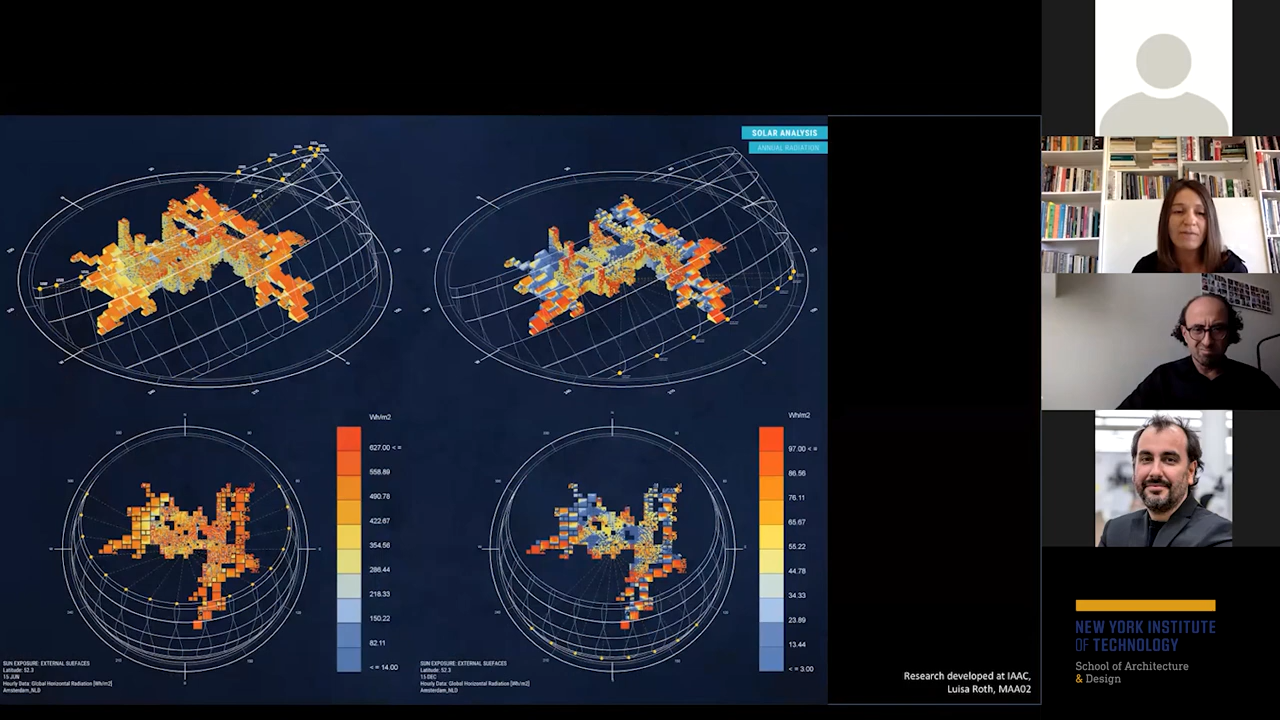 SOLAR ANALYSIS
ANNUAL RADIATION
Wh/m2
627.00 < =
558.89
490.78
422.67
354.56
286.44
218.33
150.22
82.11
< = 14.00
Wh/m2
97.00 < =
86.56
76.11
65.67
55.22
44.78
34.33
23.89
13.44
< = 3.00
SUN EXPOSURE: EXTERNAL SUEFACES
Latitude: 52.3
15 JUN
Hourly Data: Global Horizontal Radiation [Wh/m2]
Amsterdam_NLD
SUN EXPOSURE: EXTERNAL SUEFACES
Latitude: 52.3
15 DEC
Hourly Data: Global Horizontal Radiation [Wh/m2]
Amsterdam_NLD
Research developed at IAAC,
Luisa Roth, MAA02
NEW YORK INSTITUTE
OF TECHNOLOGY
School of Architecture
& Design